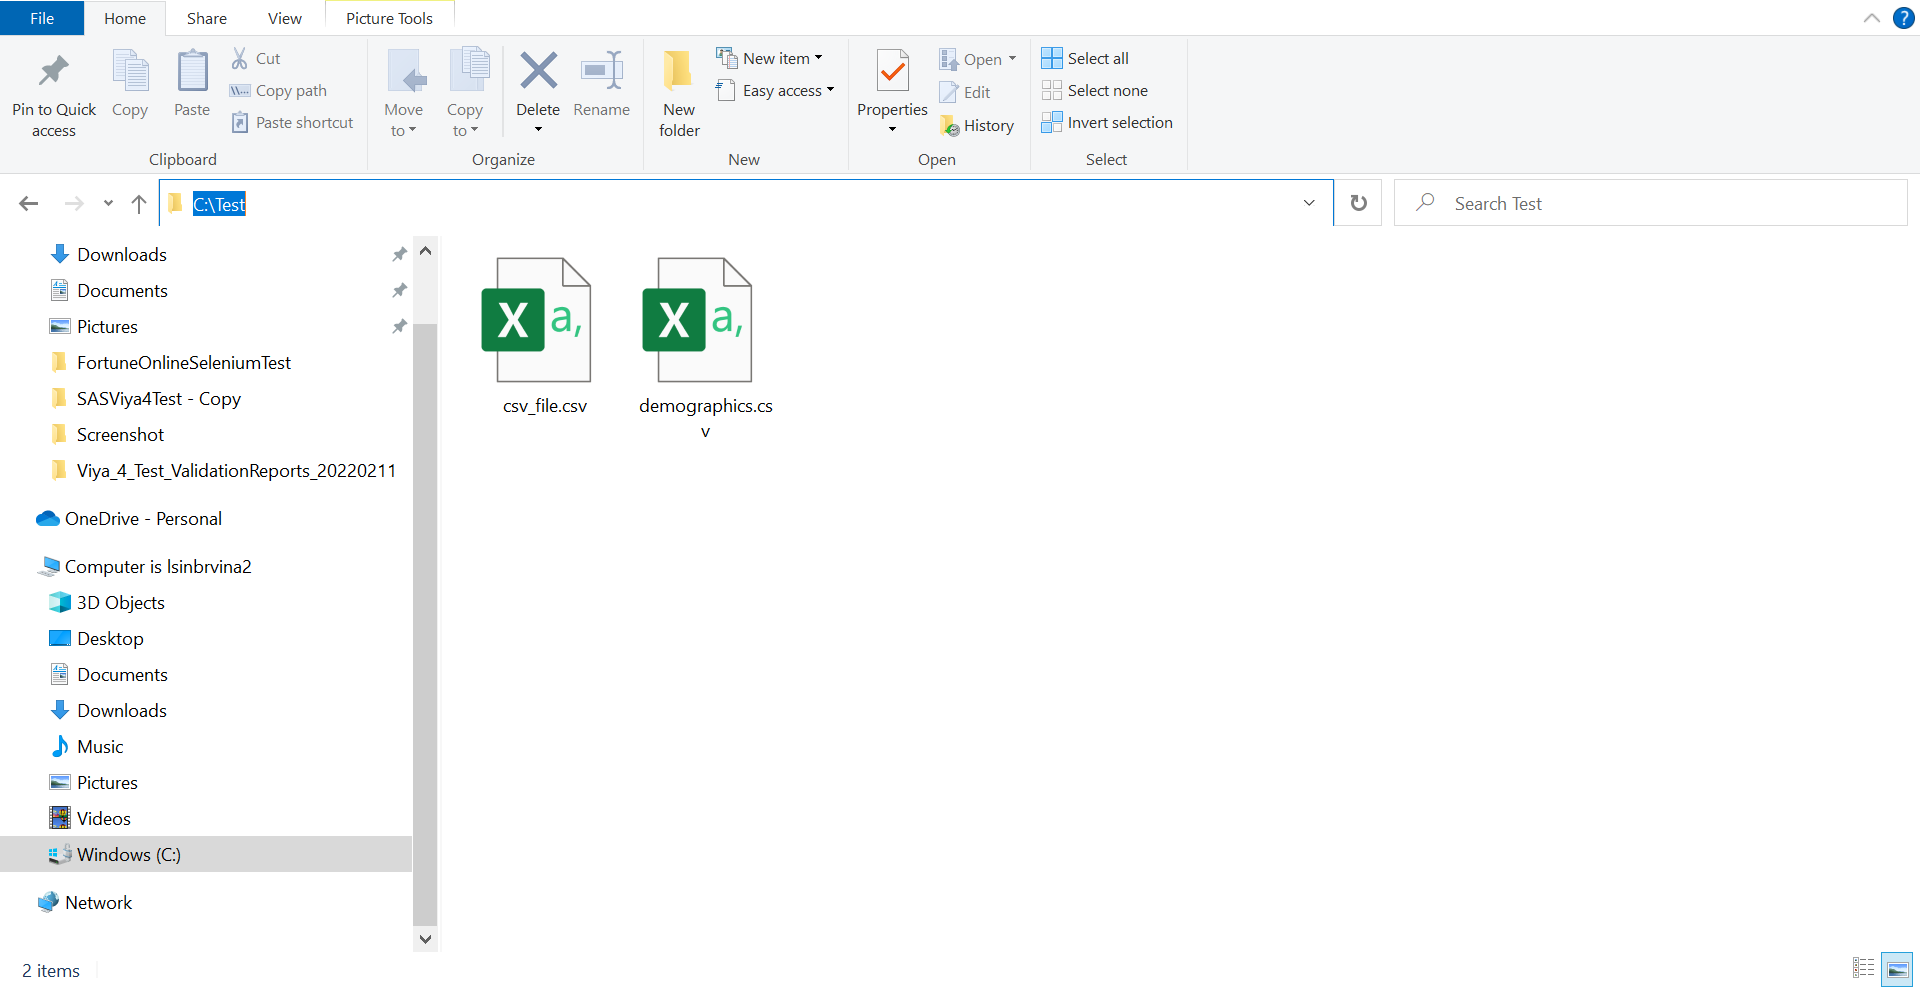 File
Home
Share
View
Picture Tools
Pin to Quick
access
Copy
Paste
Cut
Copy path
Paste shortcut
Clipboard
Move
to
Copy
to
Delete
Rename
Organize
New
folder
New item
Easy access
New
Properties
Open
Edit
History
Open
Select all
Select none
Invert selection
Select
C:\Test
Search Test
Downloads
Documents
Pictures
FortuneOnlineSeleniumTest
SASViya4Test - Copy
Screenshot
Viya_4_Test_ValidationReports_20220211
OneDrive - Personal
Computer is lsinbrvina2
3D Objects
Desktop
Documents
Downloads
Music
Pictures
Videos
Windows (C:)
Network
X a,
csv_file.csv
X a,
demographics.cs
v
2 items